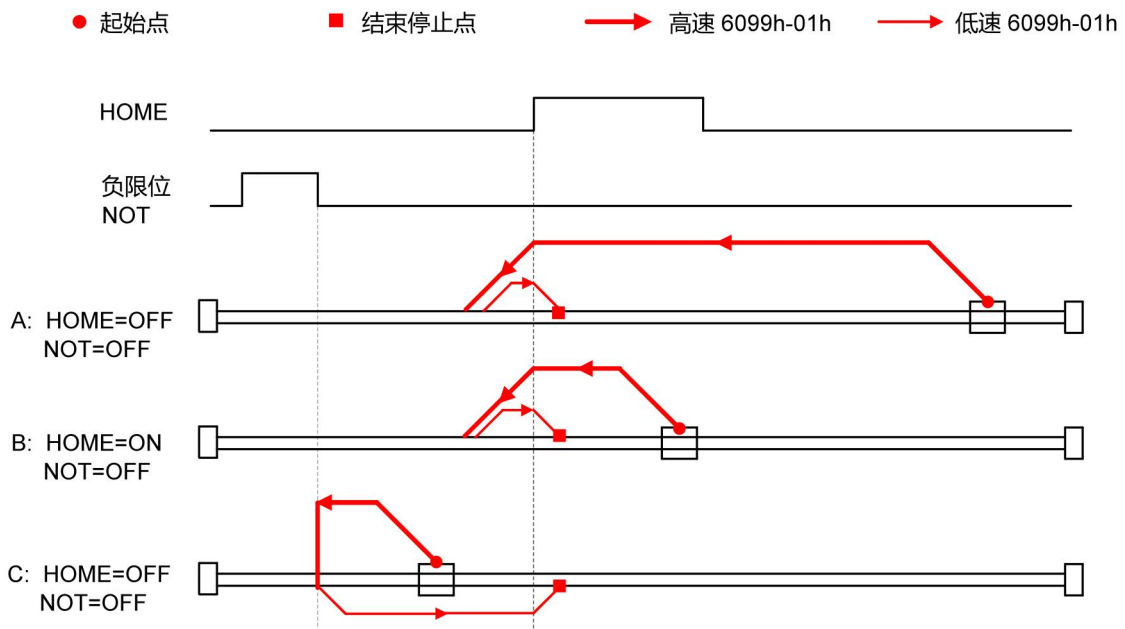 起始点
结束停止点
高速 6099h-01h
低速 6099h-01h
HOME
负限位
NOT
A: HOME=OFF
NOT=OFF
B: HOME=ON
NOT=OFF
C: HOME=OFF
NOT=OFF